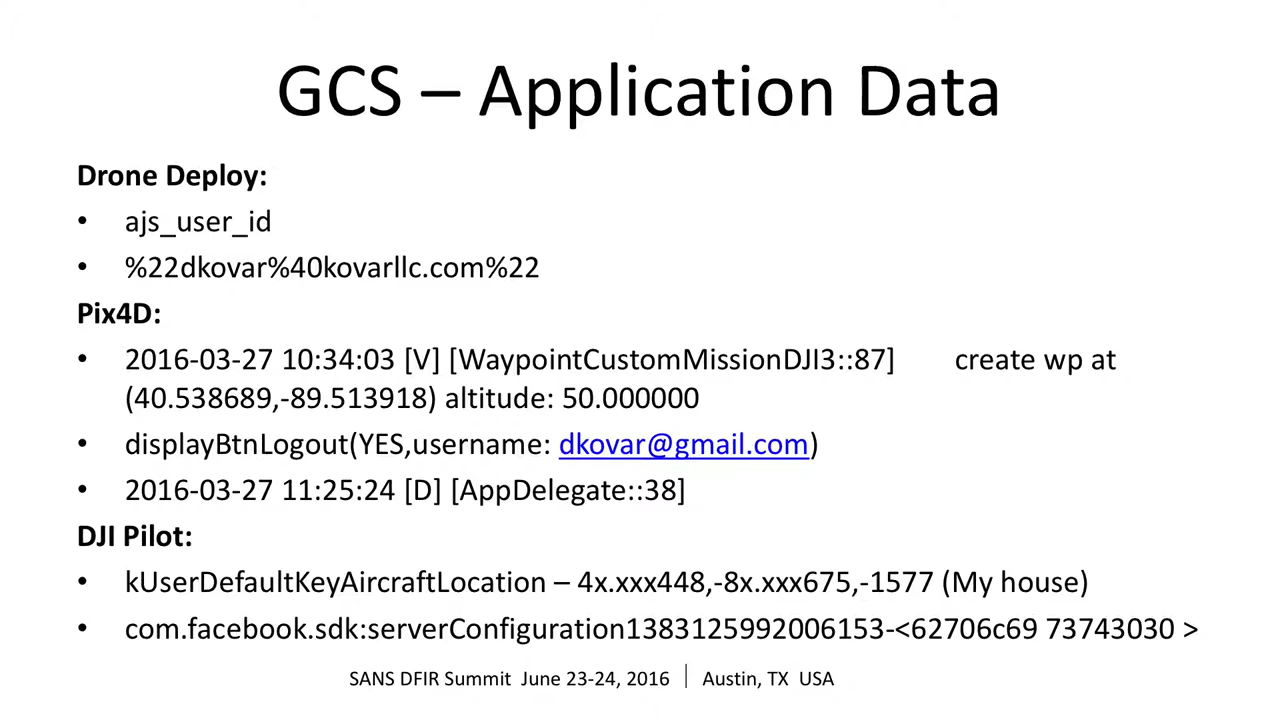 GCS – Application Data
Drone Deploy:
• ajs_user_id
• %22dkovar%40kovarllc.com%22
Pix4D:
• 2016-03-27 10:34:03 [V] [WaypointCustomMissionDJI3::87] create wp at
(40.538689,-89.513918) altitude: 50.000000
• displayBtnLogout(YES,username: dkovar@gmail.com)
• 2016-03-27 11:25:24 [D] [AppDelegate::38]
DJI Pilot:
• kUserDefaultKeyAircraftLocation – 4x.xxx448,-8x.xxx675,-1577 (My house)
• com.facebook.sdk:serverConfiguration1383125992006153-<62706c69 73743030 >
SANS DFIR Summit June 23-24, 2016 | Austin, TX USA